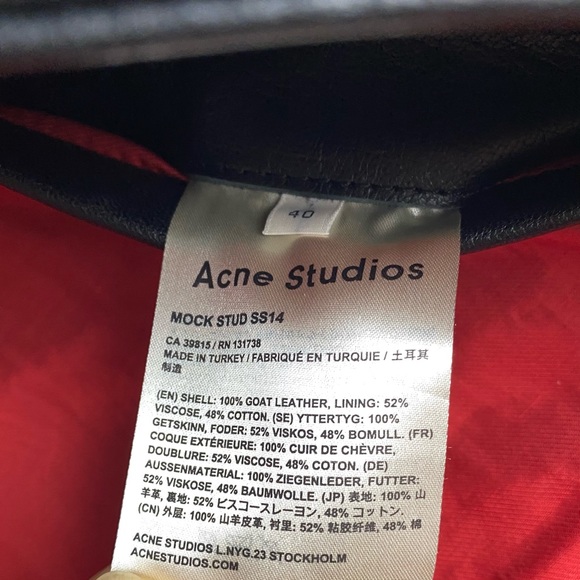 40
Acne Studios
MOCK STUD SS14
CA 39815 / RN 131738
MADE IN TURKEY / FABRIQUÉ EN TURQUIE / 土耳其
制造
(EN) SHELL: 100% GOAT LEATHER, LINING: 52%
VISCOSE, 48% COTTON. (SE) YTTERTYG: 100%
GETSKINN, FODER: 52% VISKOS, 48% BOMULL. (FR)
COQUE EXTÉRIEURE: 100% CUIR DE CHÈVRE,
DOUBLURE: 52% VISCOSE, 48% COTON. (DE)
AUSSENMATERIAL: 100% ZIEGENLEDER, FUTTER:
52% VISKOSE, 48% BAUMWOLLE. (JP) 表地: 100% 山
羊革, 裏地: 52% ビスコースレーヨン, 48% コットン.
(CN) 外层: 100% 山羊皮革, 衬里: 52% 粘胶纤维, 48% 棉
ACNE STUDIOS L.NYG.23 STOCKHOLM
ACNESTUDIOS.COM